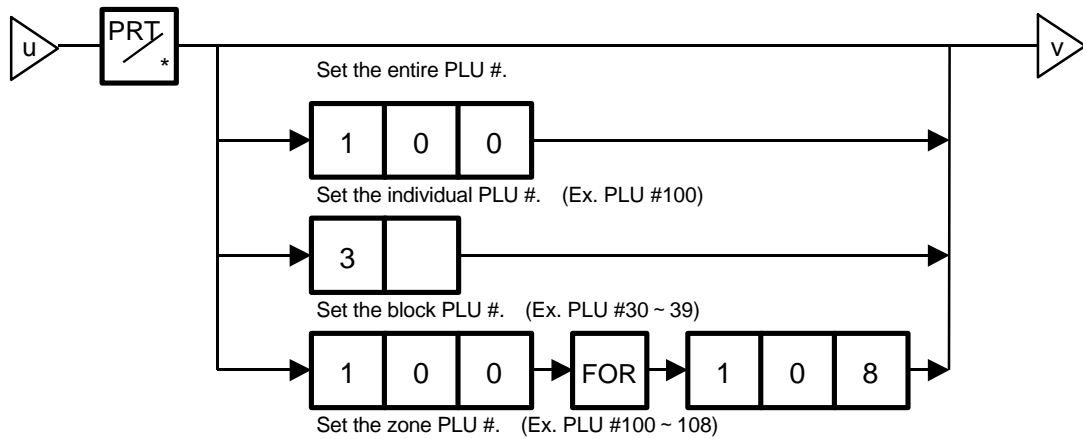 u PRT * v
Set the entire PLU #.
1 0 0
Set the individual PLU #. (Ex. PLU #100)
3
Set the block PLU #. (Ex. PLU #30 ~ 39)
1 0 0 FOR 1 0 8
Set the zone PLU #. (Ex. PLU #100 ~ 108)